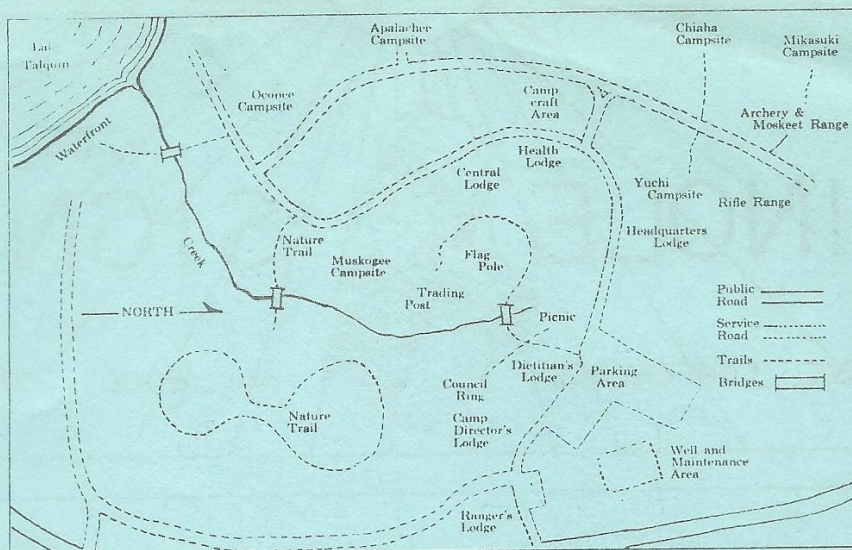 Talquin
Waterfront
Creek
Oconee
Campsite
Apalachee
Campsite
Camp
craft
Area
Chiaha
Campsite
Mikasuki
Campsite
Archery &
Moskeet Range
Health
Lodge
Central
Lodge
Yuchi
Campsite
Rifle Range
Headquarters
Lodge
Nature
Trail
Muskogee
Campsite
Flag
Pole
Trading
Post
NORTH
Picnic
Public
Road
Service
Road
Trails
Bridges
Dietitian's
Lodge
Parking
Area
Council
Ring
Camp
Director's
Lodge
Nature
Trail
Well and
Maintenance
Area
Ranger's
Lodge